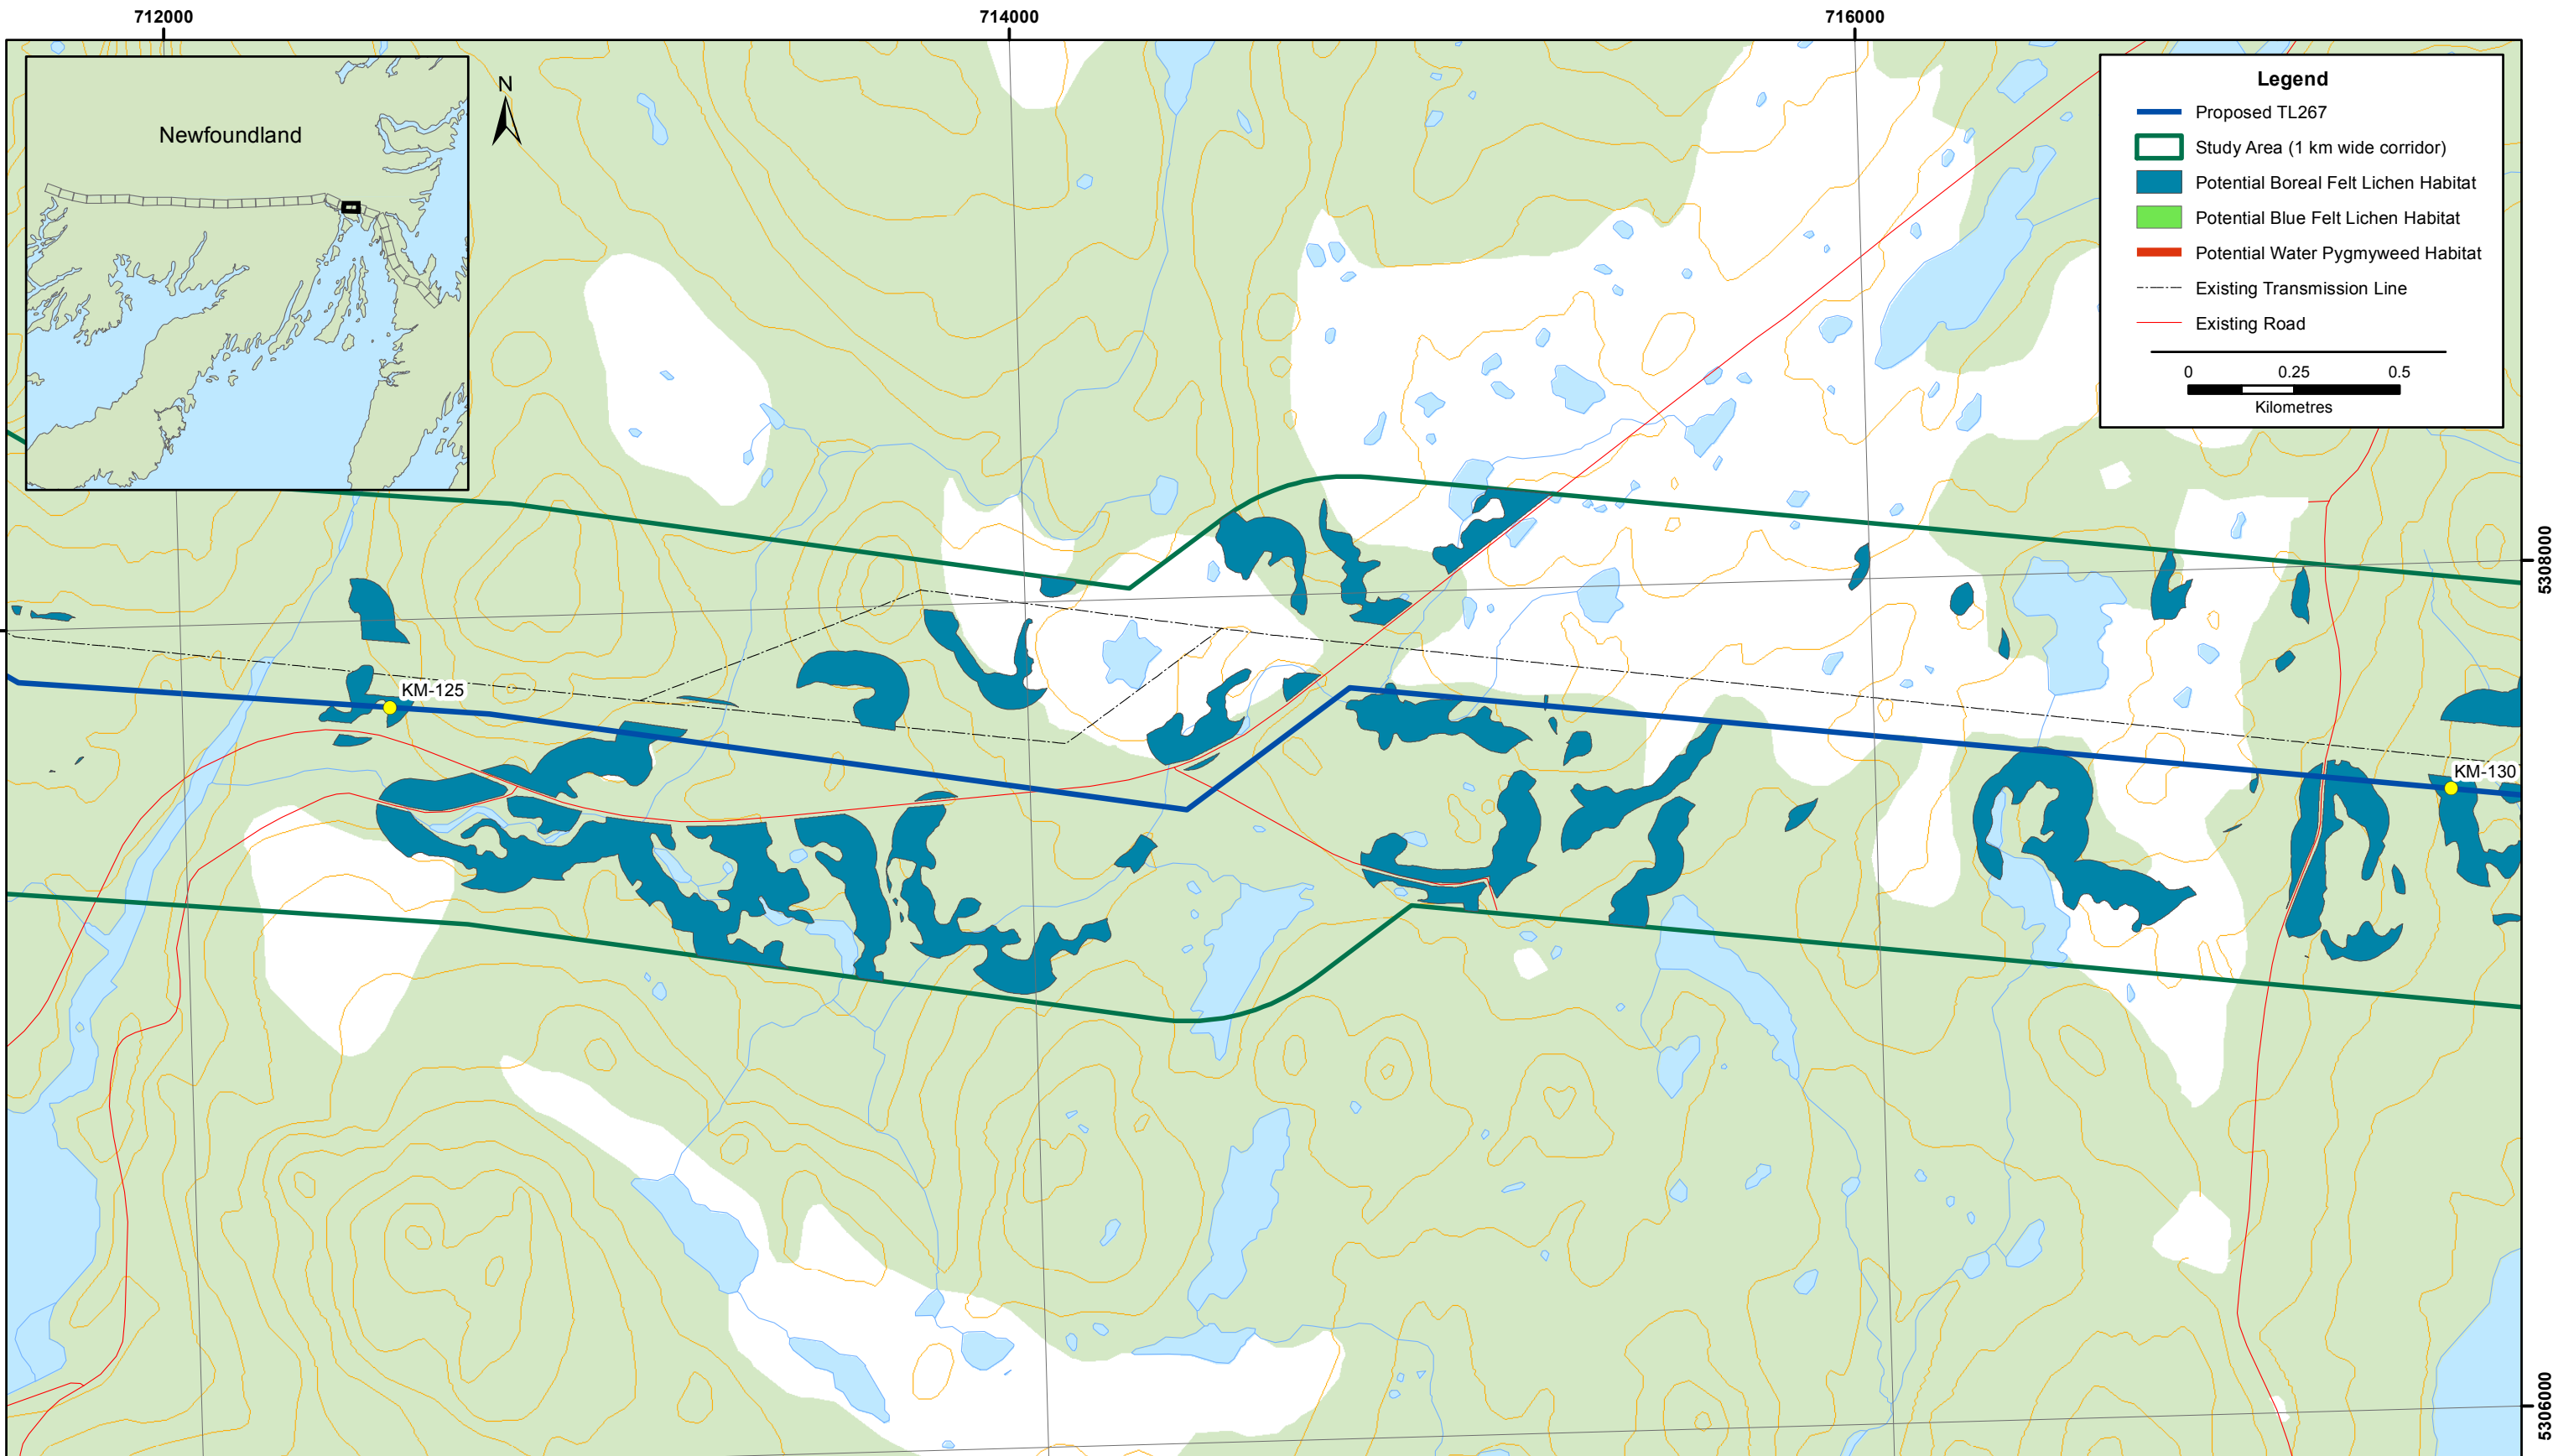 712000
714000
716000
Newfoundland
N
Legend
Proposed TL267
Study Area (1 km wide corridor)
Potential Boreal Felt Lichen Habitat
Potential Blue Felt Lichen Habitat
Potential Water Pygmyweed Habitat
Existing Transmission Line
Existing Road
0 0.25 0.5
Kilometres
5308000
KM-125
KM-130
5306000